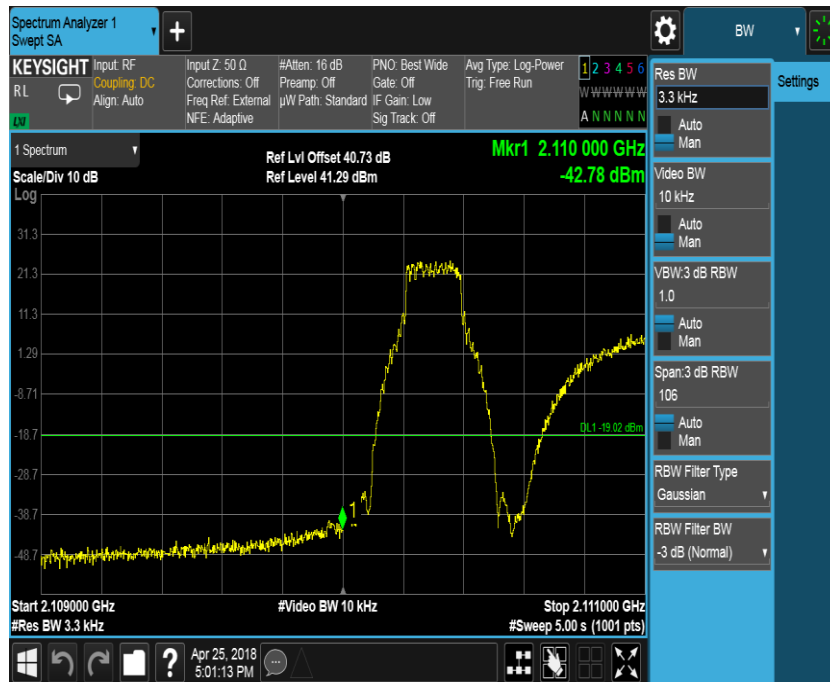 Spectrum Analyzer 1
Swept SA
+
BW
KEYSIGHT
RL
LXI
Input: RF
Coupling: DC
Align: Auto
Input Z: 50 Ω
Corrections: Off
Freq Ref: External
NFE: Adaptive
#Atten: 16 dB
Preamp: Off
µW Path: Standard
PNO: Best Wide
Gate: Off
IF Gain: Low
Sig Track: Off
Avg Type: Log-Power
Trig: Free Run
1 2 3 4 5 6
W W W W W W
A N N N N N
1 Spectrum
Scale/Div 10 dB
Ref Lvl Offset 40.73 dB
Ref Level 41.29 dBm
Mkr1 2.110 000 GHz
-42.78 dBm
Log
31.3
21.3
11.3
1.29
-8.71
-18.7
-28.7
-38.7
-48.7
DL1 -19.02 dBm
1
Start 2.109000 GHz
#Video BW 10 kHz
Stop 2.111000 GHz
#Res BW 3.3 kHz
#Sweep 5.00 s (1001 pts)
?
Apr 25, 2018
5:01:13 PM
Res BW
3.3 kHz
Auto
Man
Video BW
10 kHz
Auto
Man
VBW:3 dB RBW
1.0
Auto
Man
Span:3 dB RBW
106
Auto
Man
RBW Filter Type
Gaussian
RBW Filter BW
-3 dB (Normal)
Settings